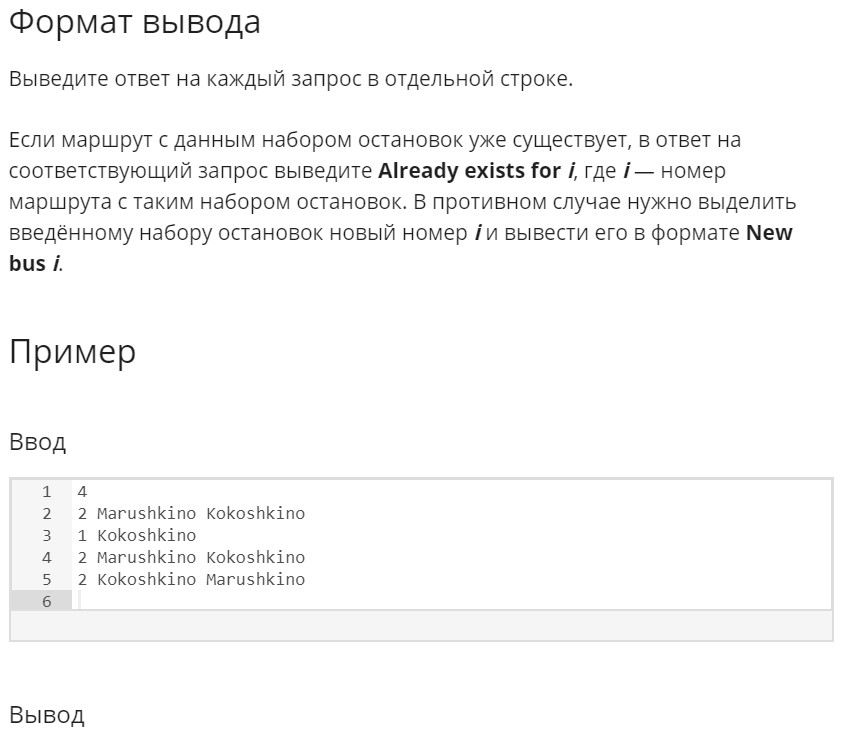 Формат вывода
Выведите ответ на каждый запрос в отдельной строке.
Если маршрут с данным набором остановок уже существует, в ответ на
соответствующий запрос выведите Already exists for i, где i — номер
маршрута с таким набором остановок. В противном случае нужно выделить
введённому набору остановок новый номер i и вывести его в формате New
bus i.
Пример
Ввод
1 4
2 2 Marushkino Kokoshkino
3 1 Kokoshkino
4 2 Marushkino Kokoshkino
5 2 Kokoshkino Marushkino
6
Вывод